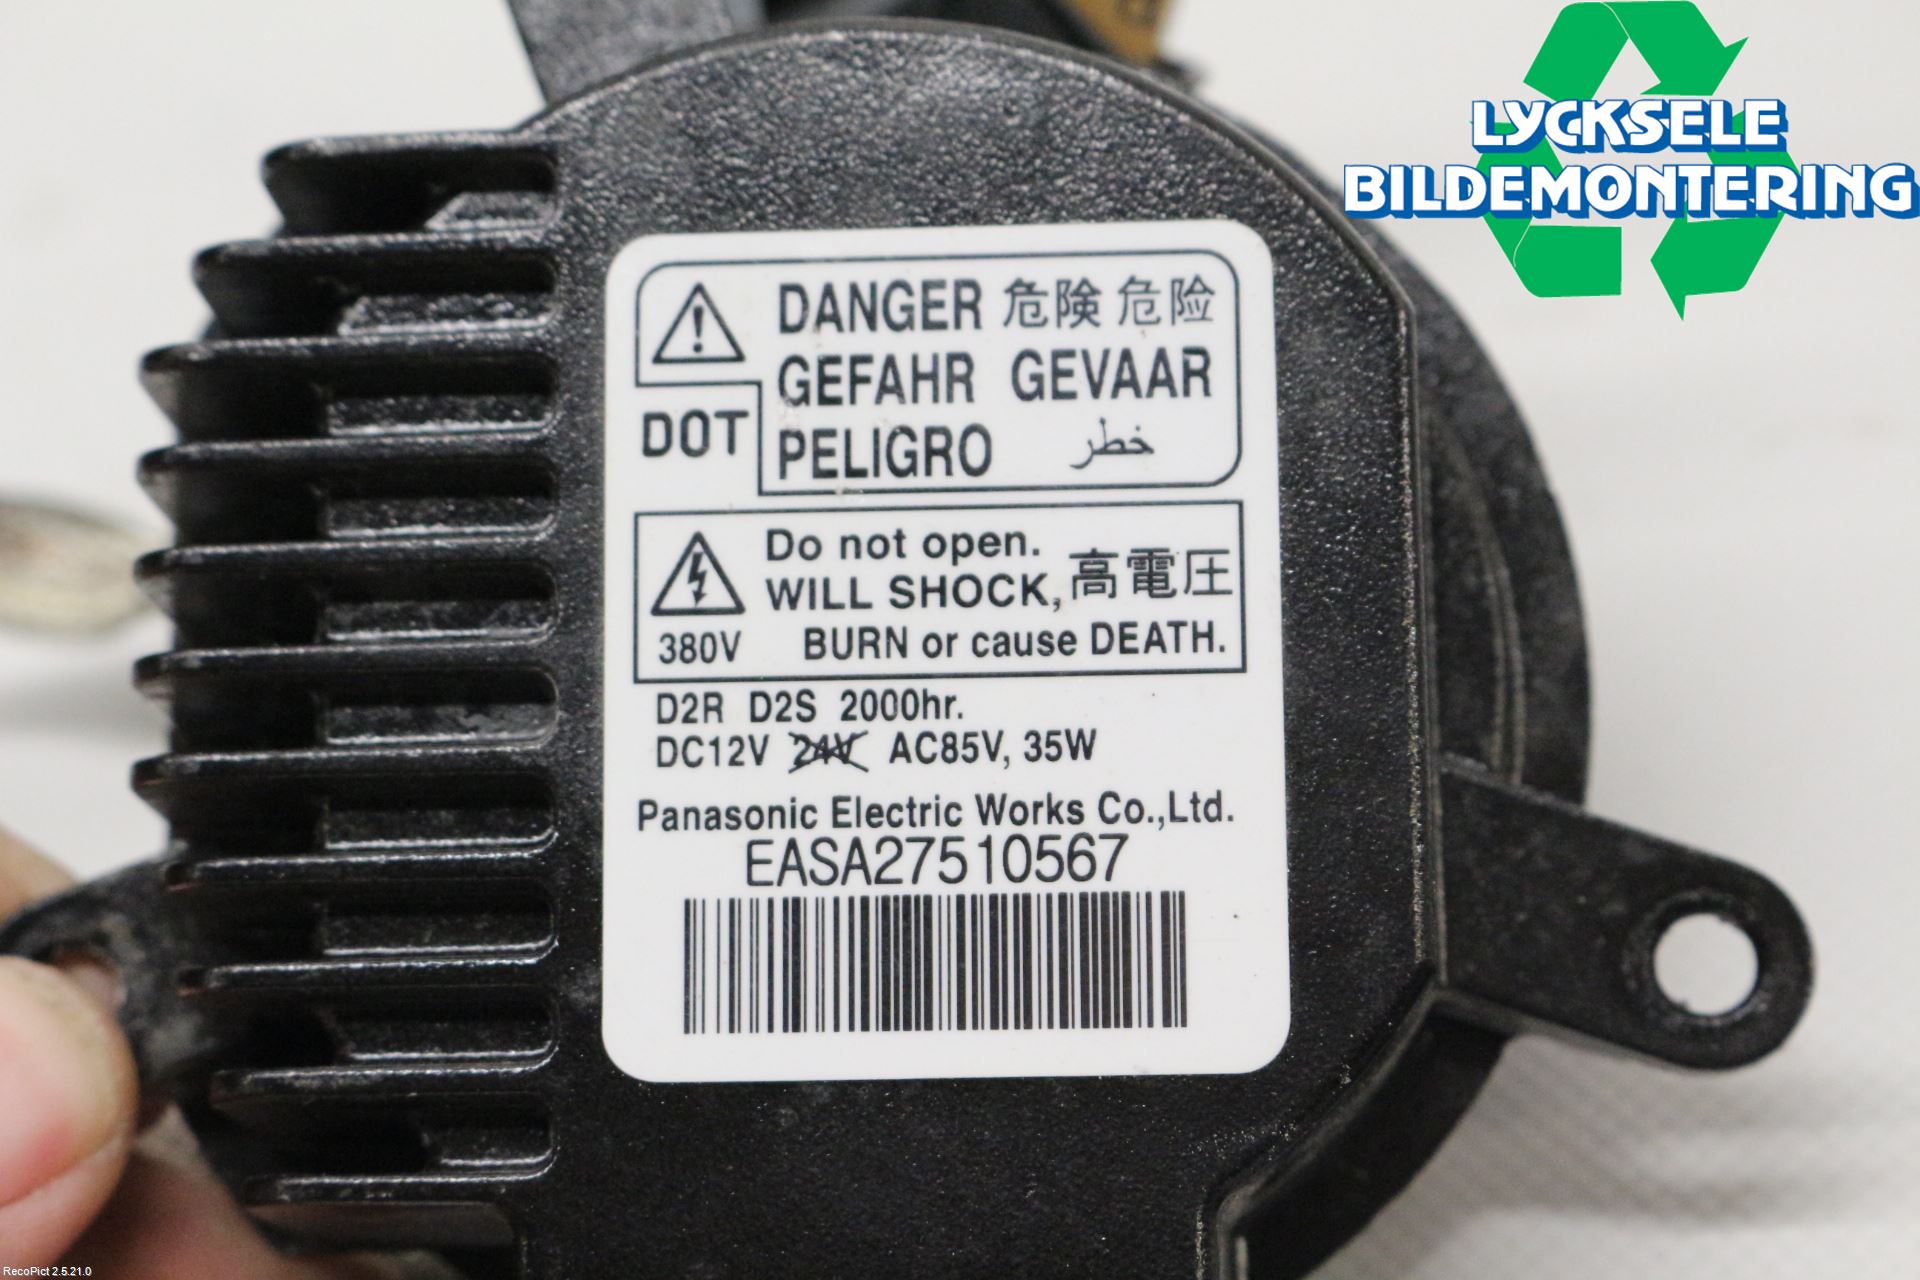 LYCKSELE
BILDEMONTERING
DANGER 危険 危险
GEFAHR GEVAAR
DOT
PELIGRO خطر
Do not open.
WILL SHOCK, 高電圧
380V BURN or cause DEATH.
D2R D2S 2000hr.
DC12V 24V AC85V, 35W
Panasonic Electric Works Co.,Ltd.
EASA27510567
RecoPict 2.5.21.0